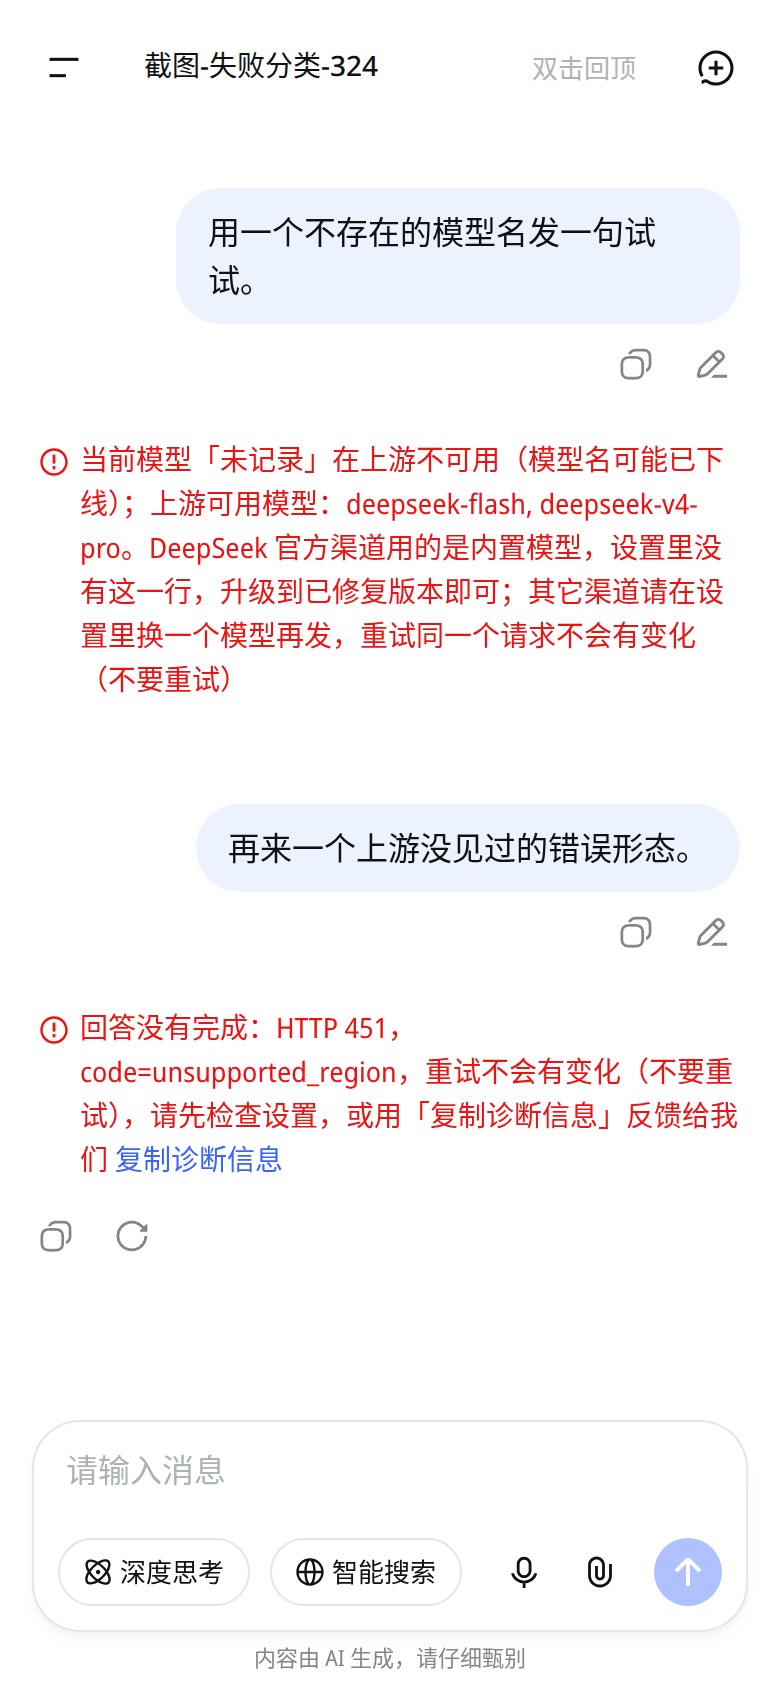 截图-失败分类-324
双击回顶
用一个不存在的模型名发一句试
试。
当前模型「未记录」在上游不可用（模型名可能已下
线）；上游可用模型：deepseek-flash, deepseek-v4-
pro。DeepSeek 官方渠道用的是内置模型，设置里没
有这一行，升级到已修复版本即可；其它渠道请在设
置里换一个模型再发，重试同一个请求不会有变化
（不要重试）
再来一个上游没见过的错误形态。
回答没有完成：HTTP 451，
code=unsupported_region，重试不会有变化（不要重
试），请先检查设置，或用「复制诊断信息」反馈给我
们 复制诊断信息
请输入消息
深度思考
智能搜索
内容由 AI 生成，请仔细甄别